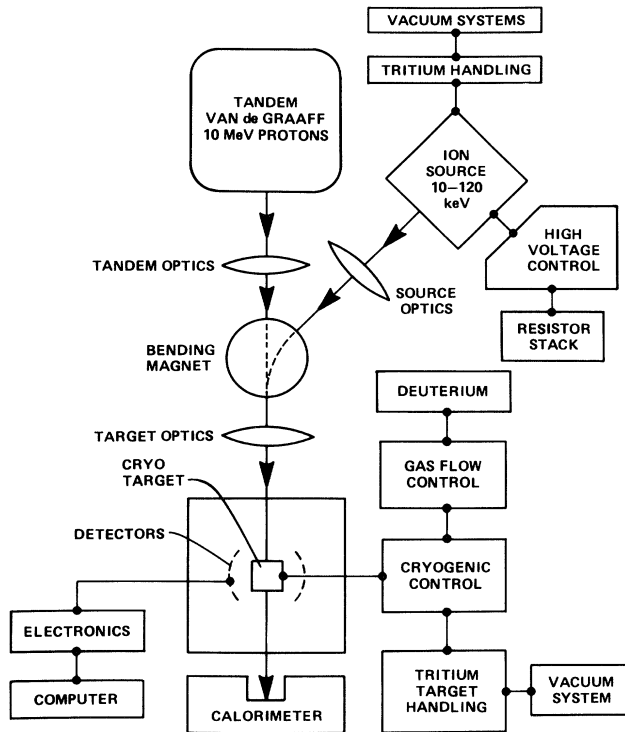 VACUUM SYSTEMS
TRITIUM HANDLING
TANDEM
VAN de GRAAFF
10 MeV PROTONS
ION
SOURCE
10–120
keV
HIGH
VOLTAGE
CONTROL
TANDEM OPTICS
SOURCE
OPTICS
RESISTOR
STACK
BENDING
MAGNET
DEUTERIUM
TARGET OPTICS
GAS FLOW
CONTROL
CRYO
TARGET
DETECTORS
CRYOGENIC
CONTROL
ELECTRONICS
COMPUTER
CALORIMETER
TRITIUM
TARGET
HANDLING
VACUUM
SYSTEM